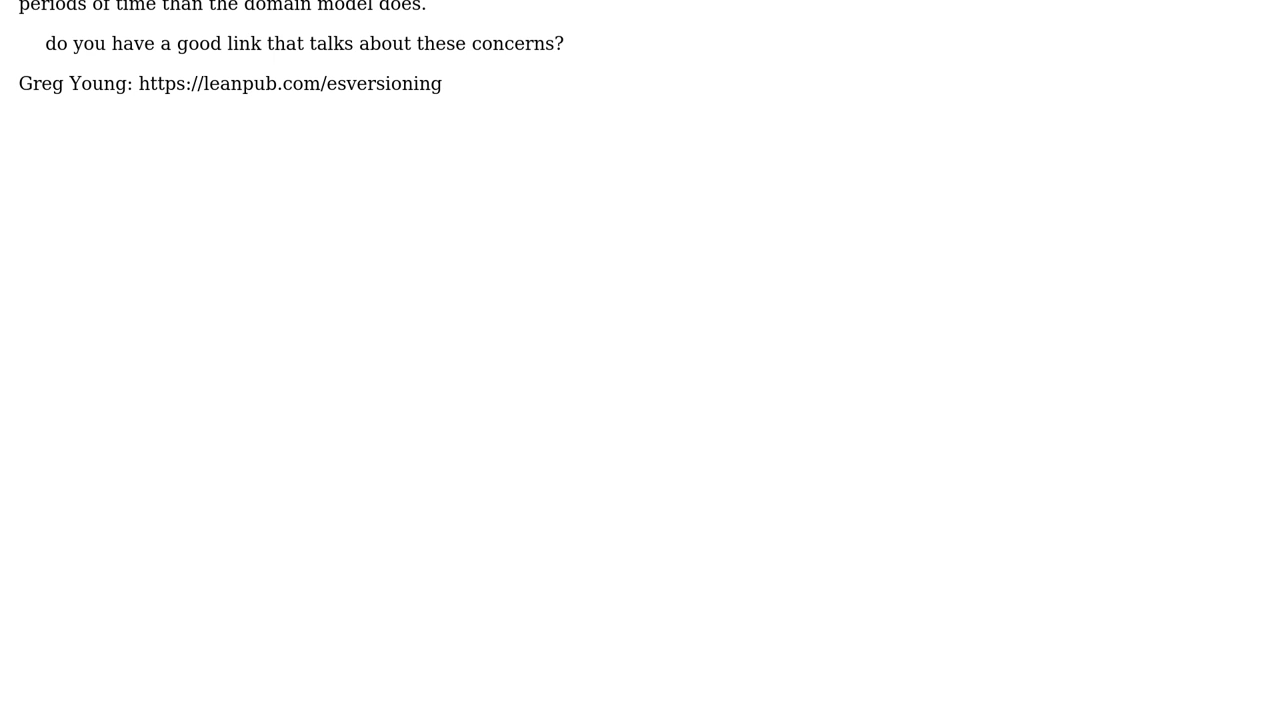 periods of time than the domain model does.
do you have a good link that talks about these concerns?
Greg Young: https://leanpub.com/esversioning